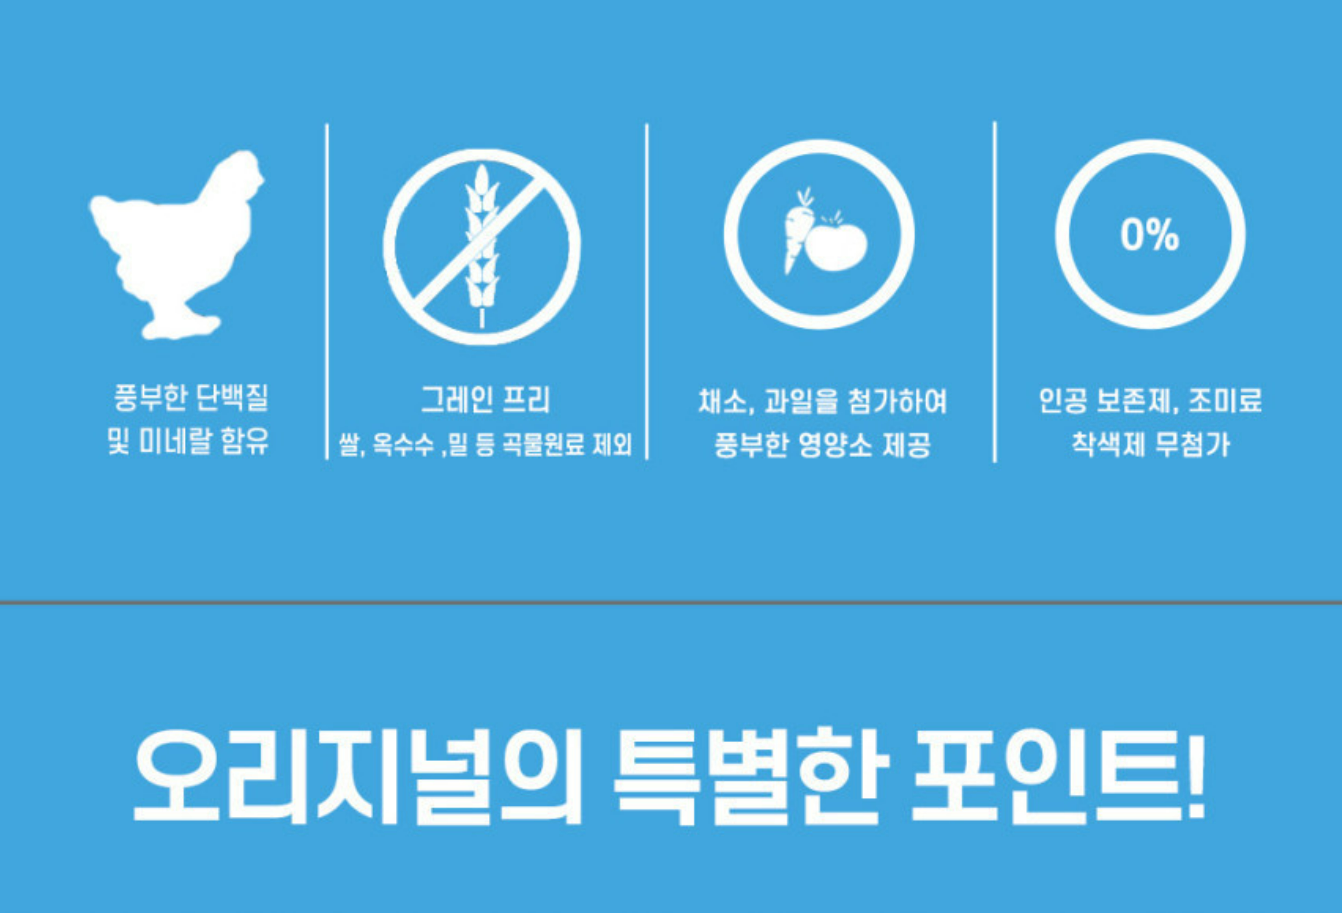 풍부한 단백질
및 미네랄 함유
그레인 프리
쌀, 옥수수 ,밀 등 곡물원료 제외
채소, 과일을 첨가하여
풍부한 영양소 제공
0%
인공 보존제, 조미료
착색제 무첨가
오리지널의 특별한 포인트!